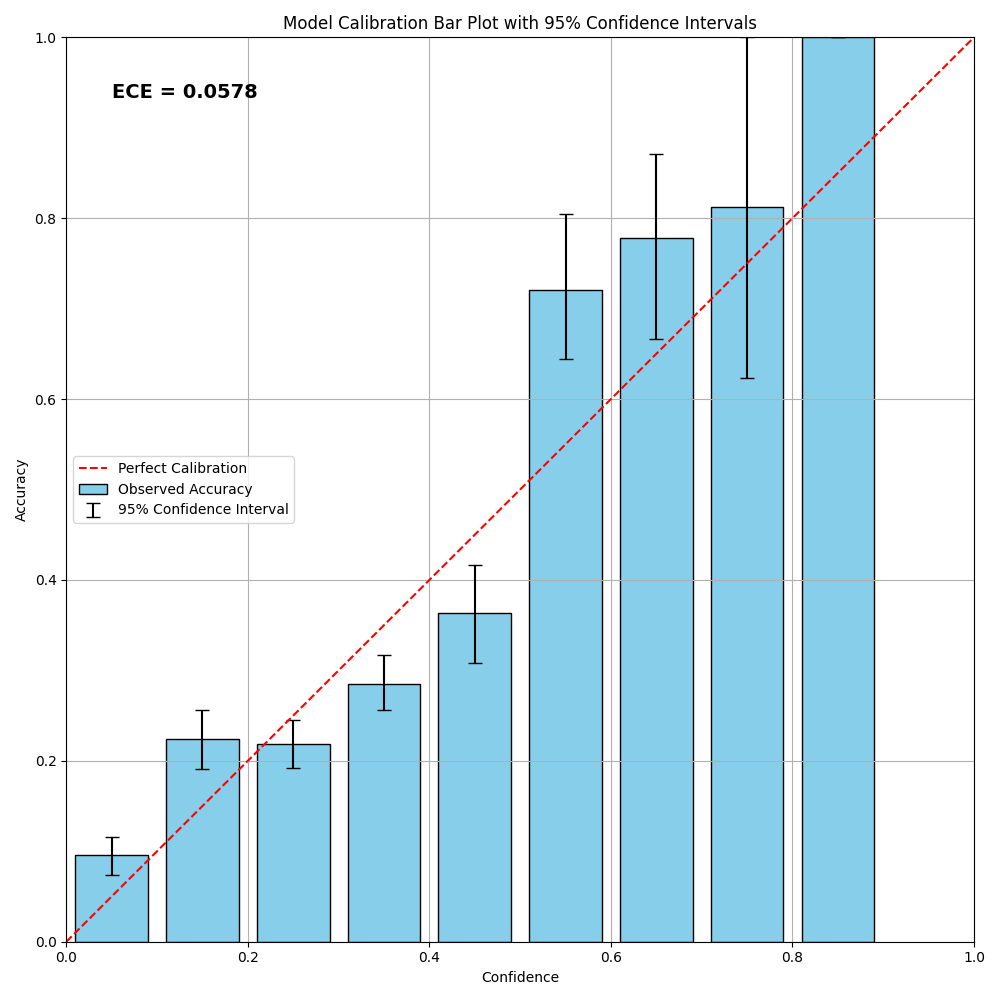 Model Calibration Bar Plot with 95% Confidence Intervals
1.0
ECE = 0.0578
0.8
0.6
Accuracy
Perfect Calibration
Observed Accuracy
95% Confidence Interval
0.4
0.2
0.0
0.0 0.2 0.4 0.6 0.8 1.0
Confidence